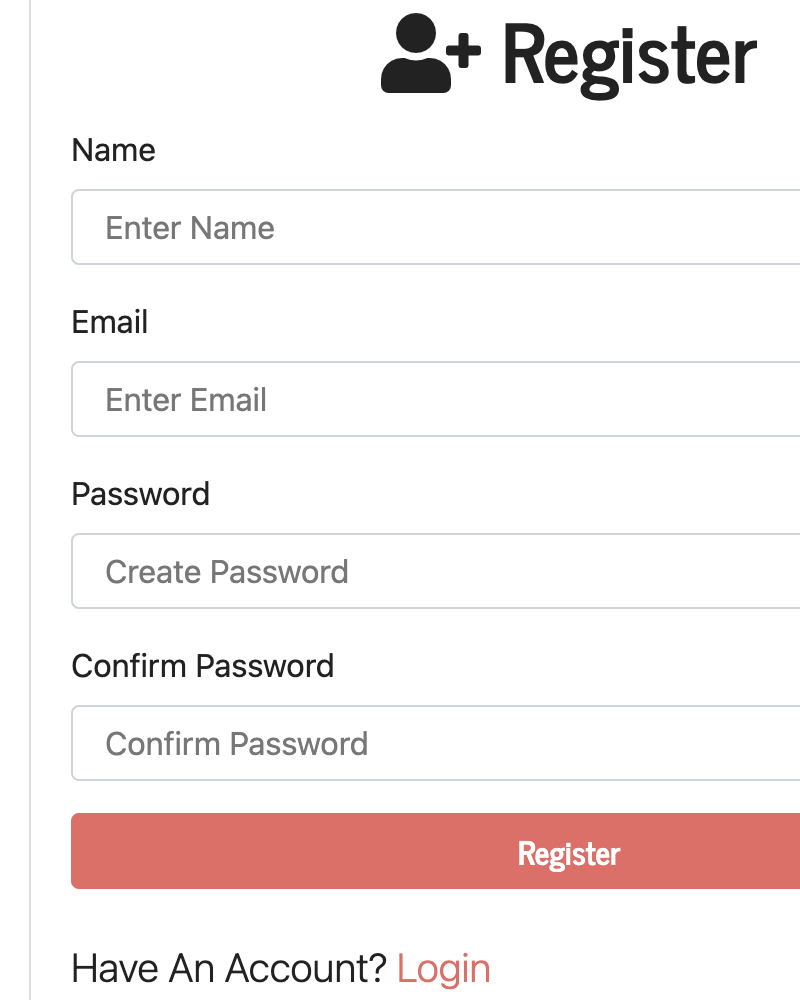 Register
Name
Enter Name
Email
Enter Email
Password
Create Password
Confirm Password
Confirm Password
Register
Have An Account? Login